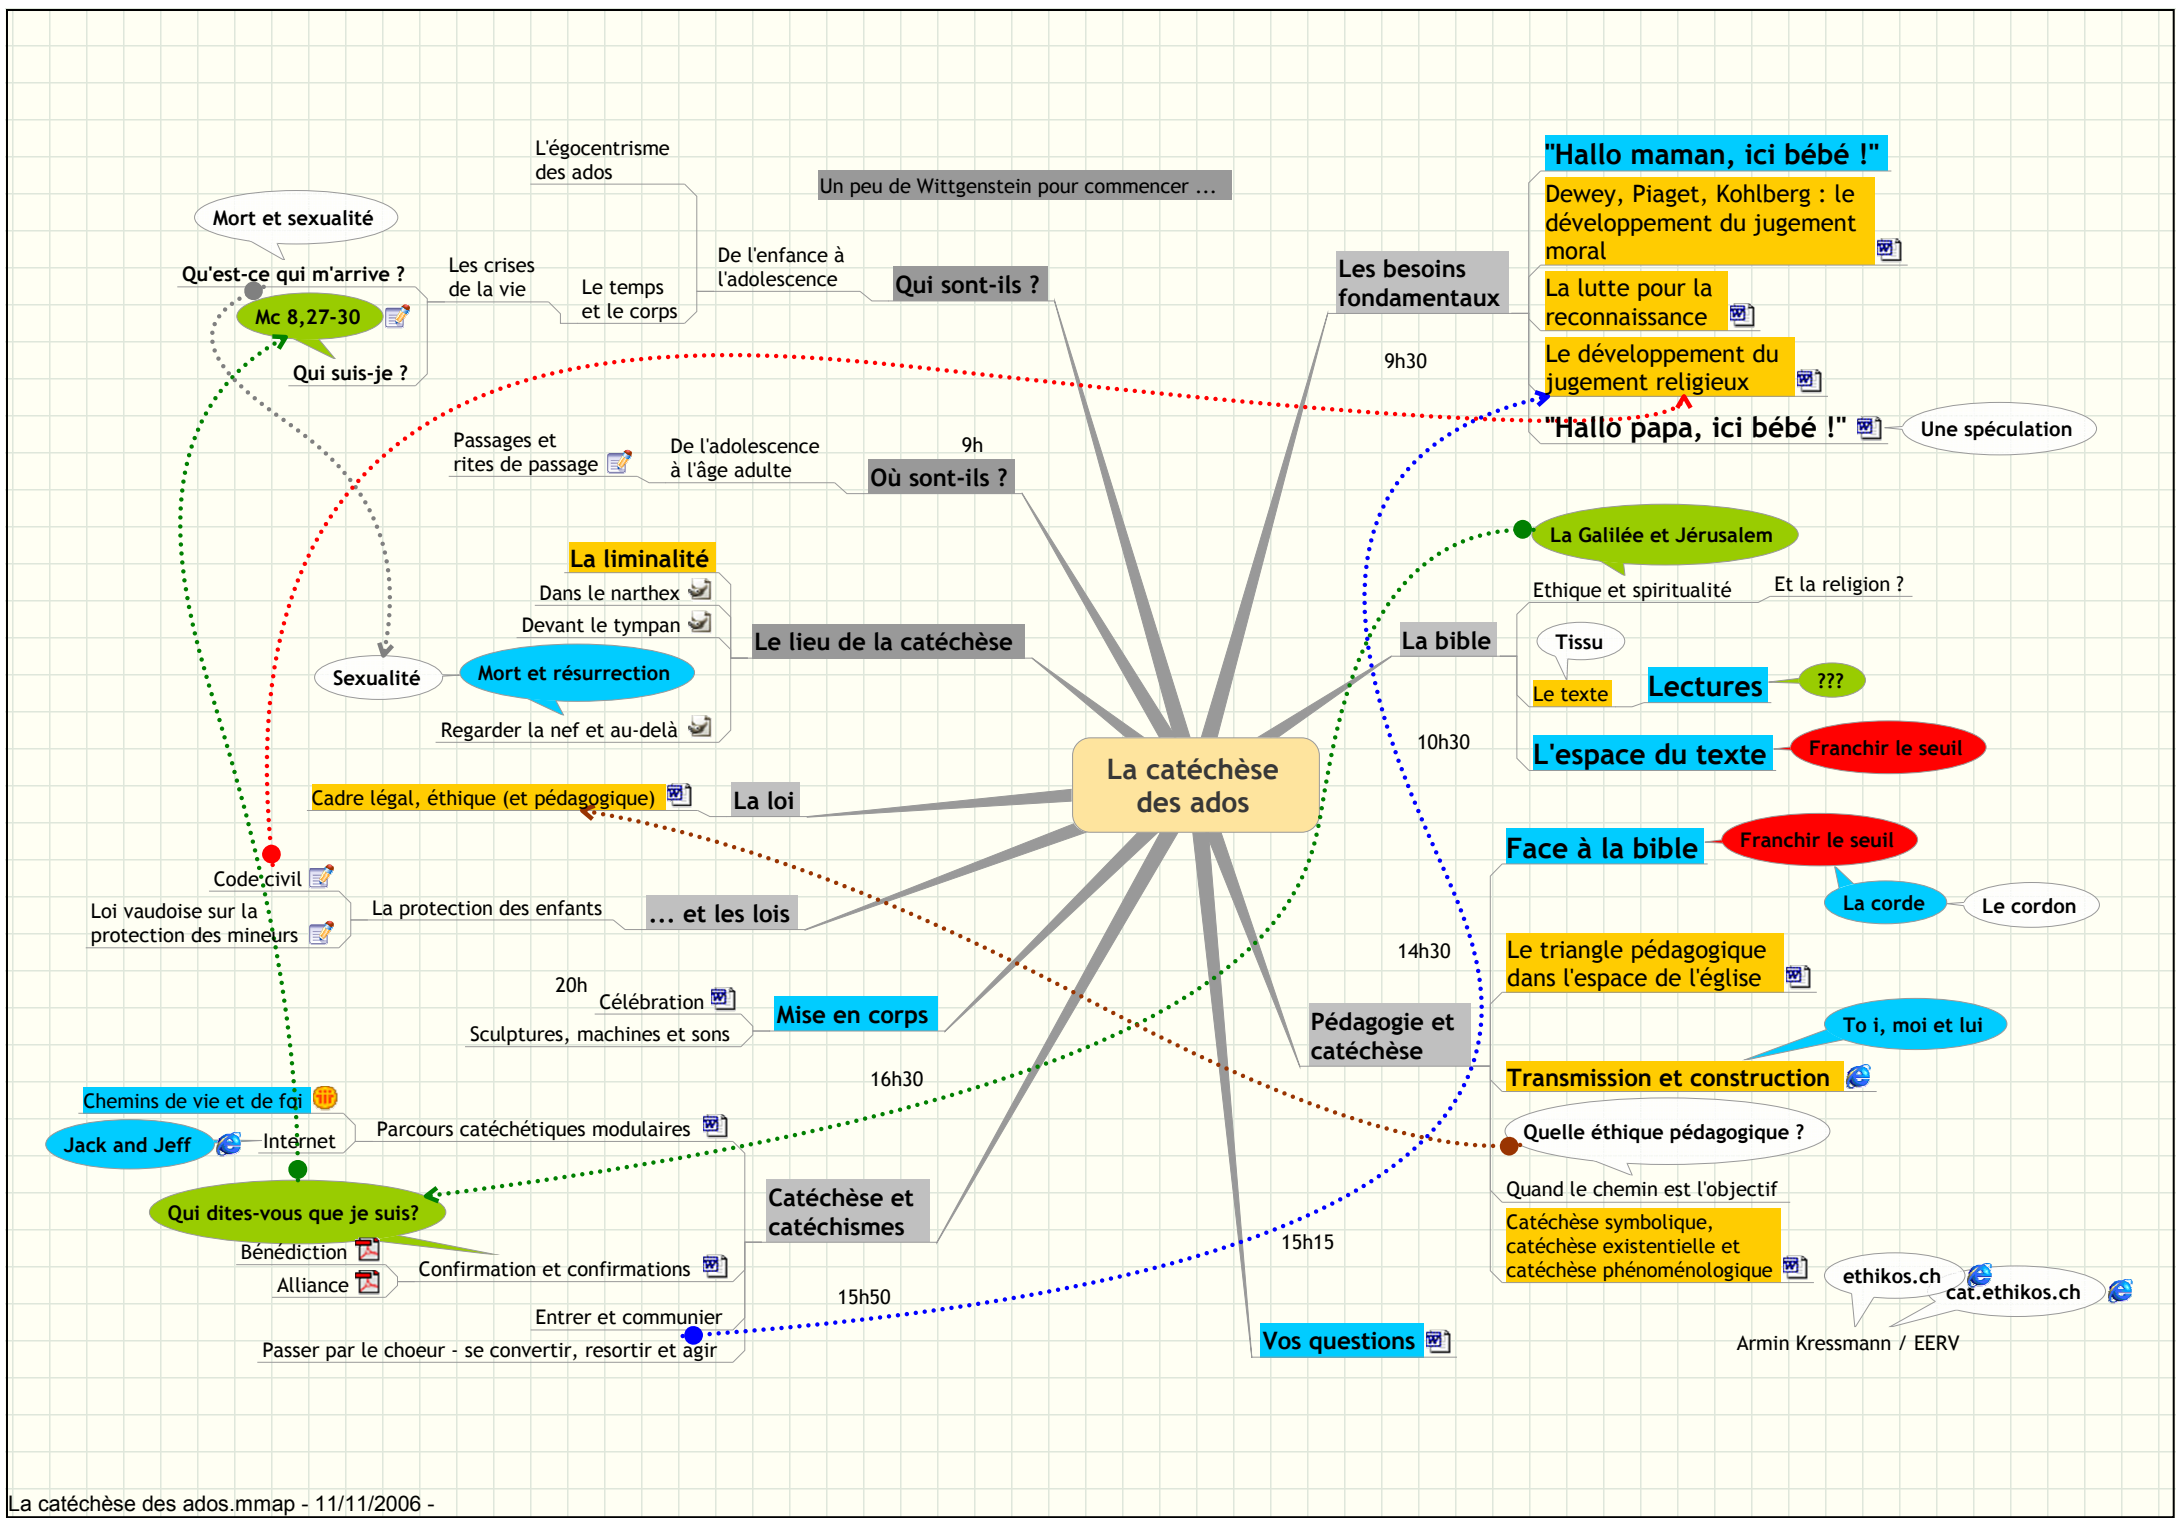 L'égocentrisme
des ados
Un peu de Wittgenstein pour commencer ...
Mort et sexualité
Qu'est-ce qui m'arrive ?
Les crises
de la vie
Le temps
et le corps
De l'enfance à
l'adolescence
Qui sont-ils ?
Mc 8,27-30
Qui suis-je ?
Passages et
rites de passage
De l'adolescence
à l'âge adulte
9h
Où sont-ils ?
La liminalité
Dans le narthex
Devant le tympan
Le lieu de la catéchèse
Sexualité
Mort et résurrection
Regarder la nef et au-delà
Cadre légal, éthique (et pédagogique)
La loi
Code civil
Loi vaudoise sur la
protection des mineurs
La protection des enfants
... et les lois
20h
Célébration
Sculptures, machines et sons
Mise en corps
16h30
Chemins de vie et de foi
Jack and Jeff
Internet
Parcours catéchétiques modulaires
Qui dites-vous que je suis?
Catéchèse et
catéchismes
Bénédiction
Alliance
Confirmation et confirmations
15h50
Entrer et communier
Passer par le choeur - se convertir, resortir et agir
La catéchèse
des ados
"Hallo maman, ici bébé !"
Dewey, Piaget, Kohlberg : le
développement du jugement
moral
Les besoins
fondamentaux
La lutte pour la
reconnaissance
9h30
Le développement du
jugement religieux
"Hallo papa, ici bébé !"
Une spéculation
La Galilée et Jérusalem
Ethique et spiritualité
Et la religion ?
La bible
Tissu
Le texte
Lectures
???
10h30
L'espace du texte
Franchir le seuil
Face à la bible
Franchir le seuil
La corde
Le cordon
14h30
Le triangle pédagogique
dans l'espace de l'église
Pédagogie et
catéchèse
To i, moi et lui
Transmission et construction
Quelle éthique pédagogique ?
Quand le chemin est l'objectif
Catéchèse symbolique,
catéchèse existentielle et
catéchèse phénoménologique
15h15
ethikos.ch
cat.ethikos.ch
Vos questions
Armin Kressmann / EERV
La catéchèse des ados.mmap - 11/11/2006 -